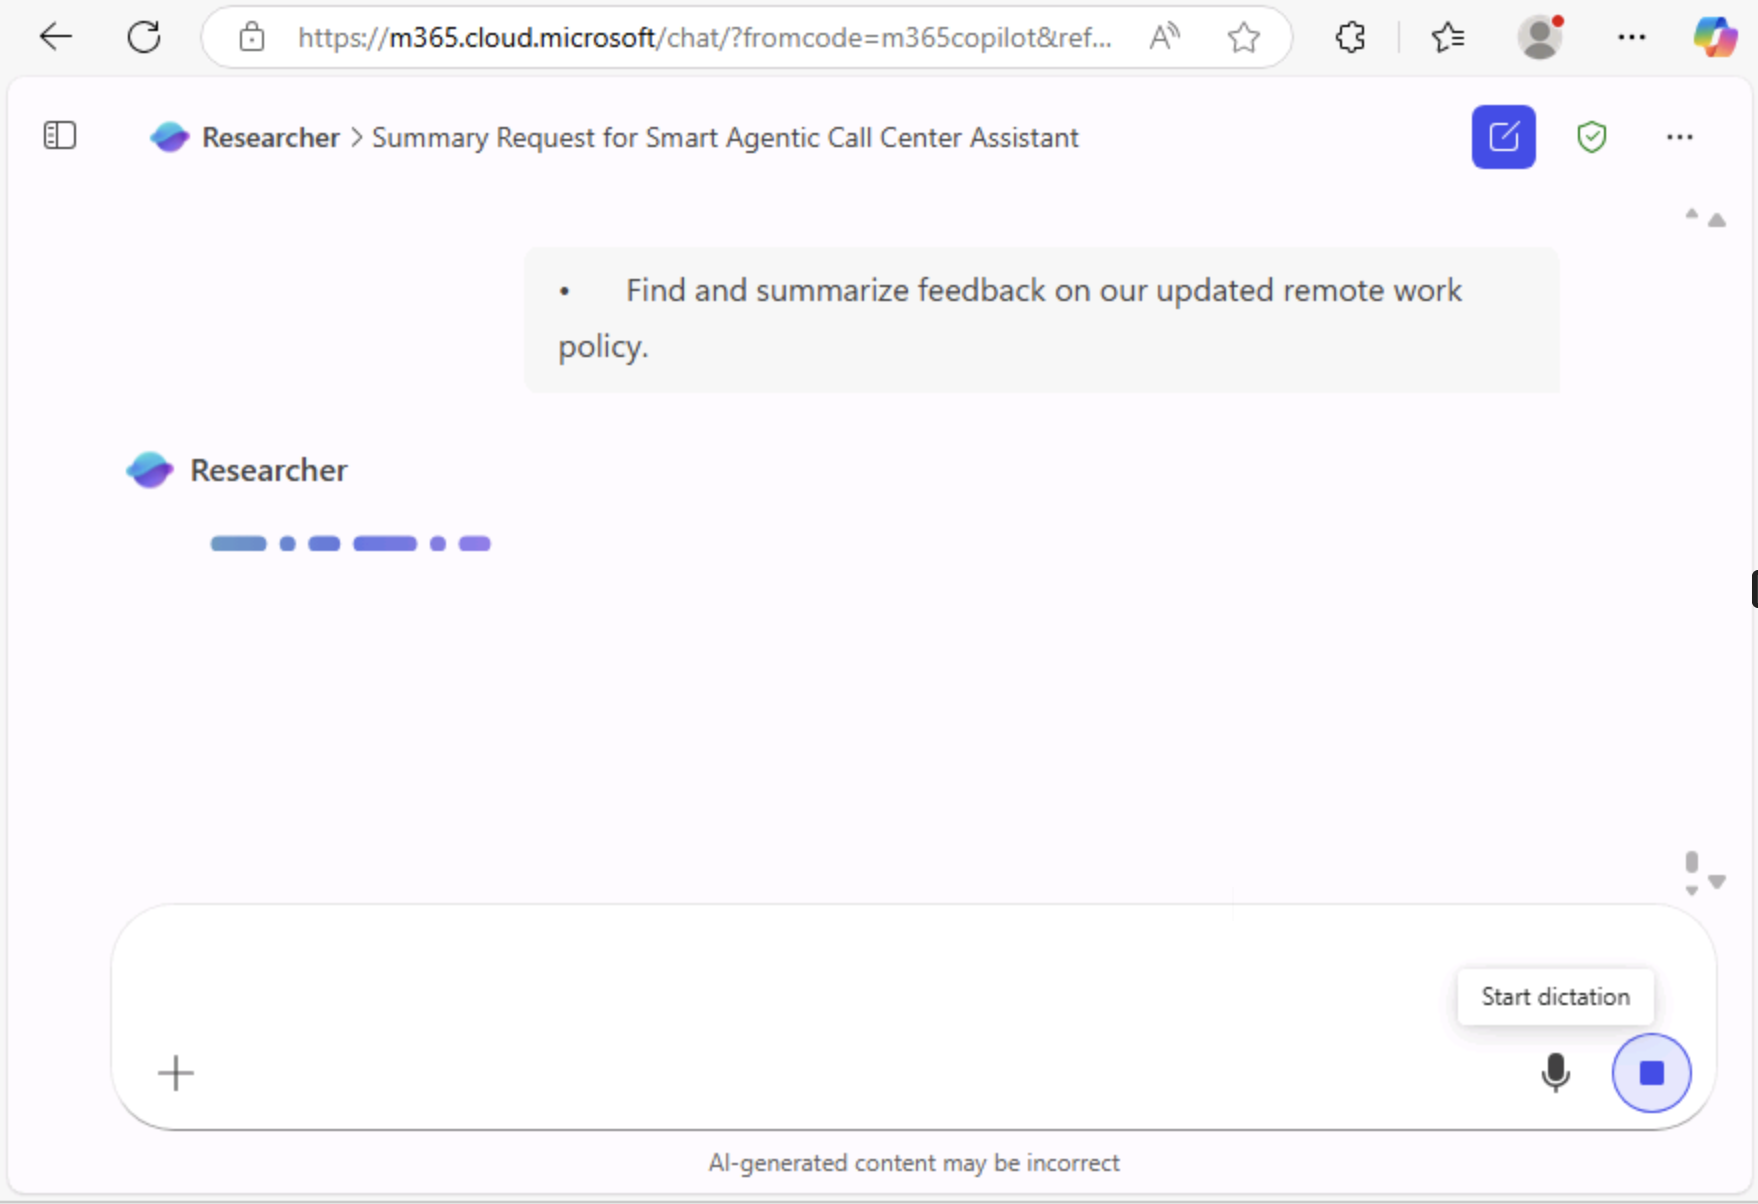 https://m365.cloud.microsoft/chat/?fromcode=m365copilot&ref...
Researcher > Summary Request for Smart Agentic Call Center Assistant
• Find and summarize feedback on our updated remote work
policy.
Researcher
Start dictation
AI-generated content may be incorrect